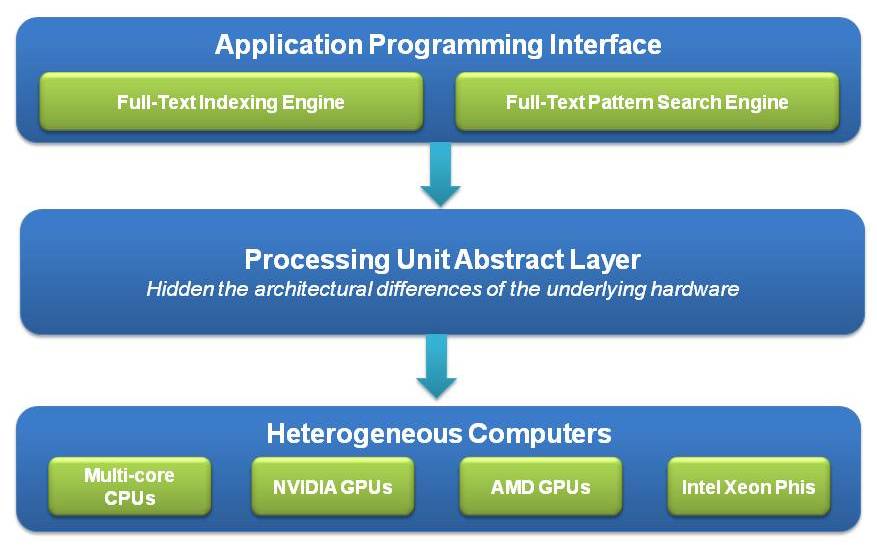 Application Programming Interface
Full-Text Indexing Engine
Full-Text Pattern Search Engine
Processing Unit Abstract Layer
Hidden the architectural differences of the underlying hardware
Heterogeneous Computers
Multi-core
CPUs
NVIDIA GPUs
AMD GPUs
Intel Xeon Phis